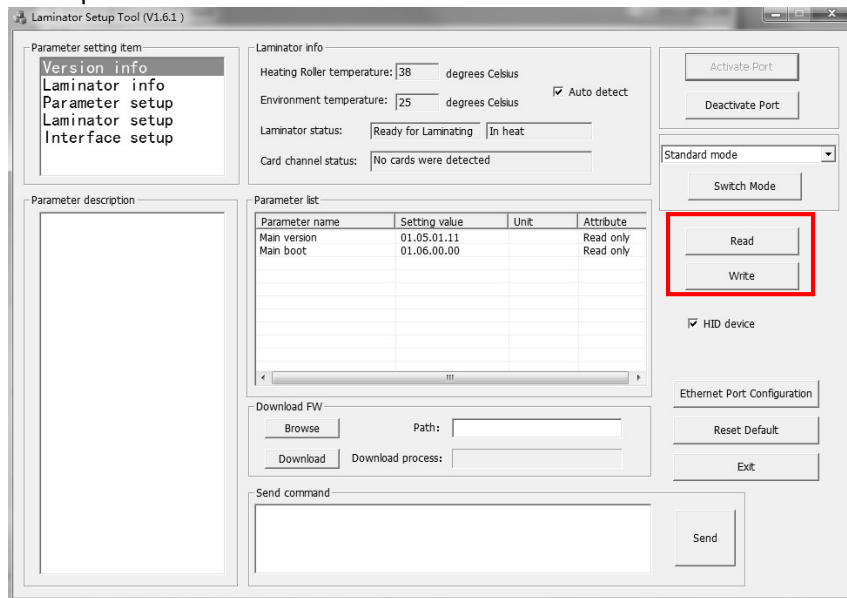 Laminator Setup Tool (V1.6.1 )
Parameter setting item
Version info
Laminator info
Parameter setup
Laminator setup
Interface setup
Laminator info
Heating Roller temperature: 38 degrees Celsius
Environment temperature: 25 degrees Celsius
Auto detect
Laminator status: Ready for Laminating In heat
Card channel status: No cards were detected
Activate Port
Deactivate Port
Standard mode
Switch Mode
Parameter description
Parameter list
Parameter name Setting value Unit Attribute
Main version 01.05.01.11 Read only
Main boot 01.06.00.00 Read only
Read
Write
HID device
Download FW
Browse Path:
Download Download process:
Ethernet Port Configuration
Reset Default
Exit
Send command
Send